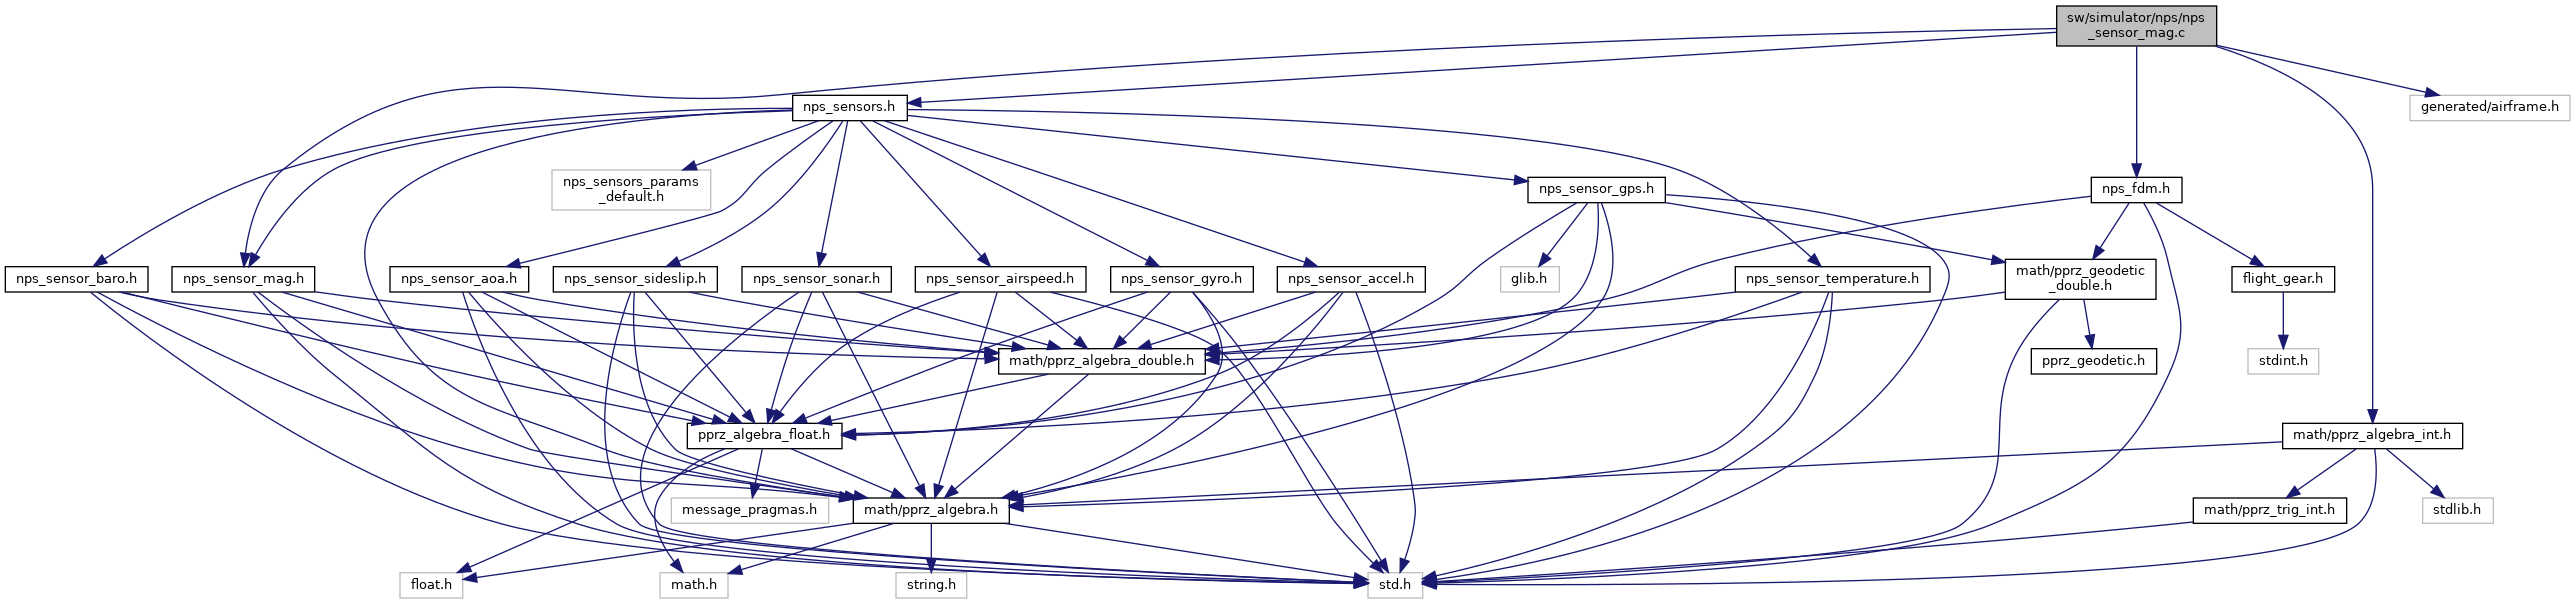 sw/simulator/nps/nps
_sensor_mag.c
nps_sensors.h
generated/airframe.h
nps_sensors_params
_default.h
nps_sensor_gps.h
nps_fdm.h
nps_sensor_baro.h
nps_sensor_mag.h
nps_sensor_aoa.h
nps_sensor_sideslip.h
nps_sensor_sonar.h
nps_sensor_airspeed.h
nps_sensor_gyro.h
nps_sensor_accel.h
glib.h
nps_sensor_temperature.h
math/pprz_geodetic
_double.h
flight_gear.h
math/pprz_algebra_double.h
pprz_geodetic.h
stdint.h
pprz_algebra_float.h
math/pprz_algebra_int.h
message_pragmas.h
math/pprz_algebra.h
math/pprz_trig_int.h
stdlib.h
float.h
math.h
string.h
std.h